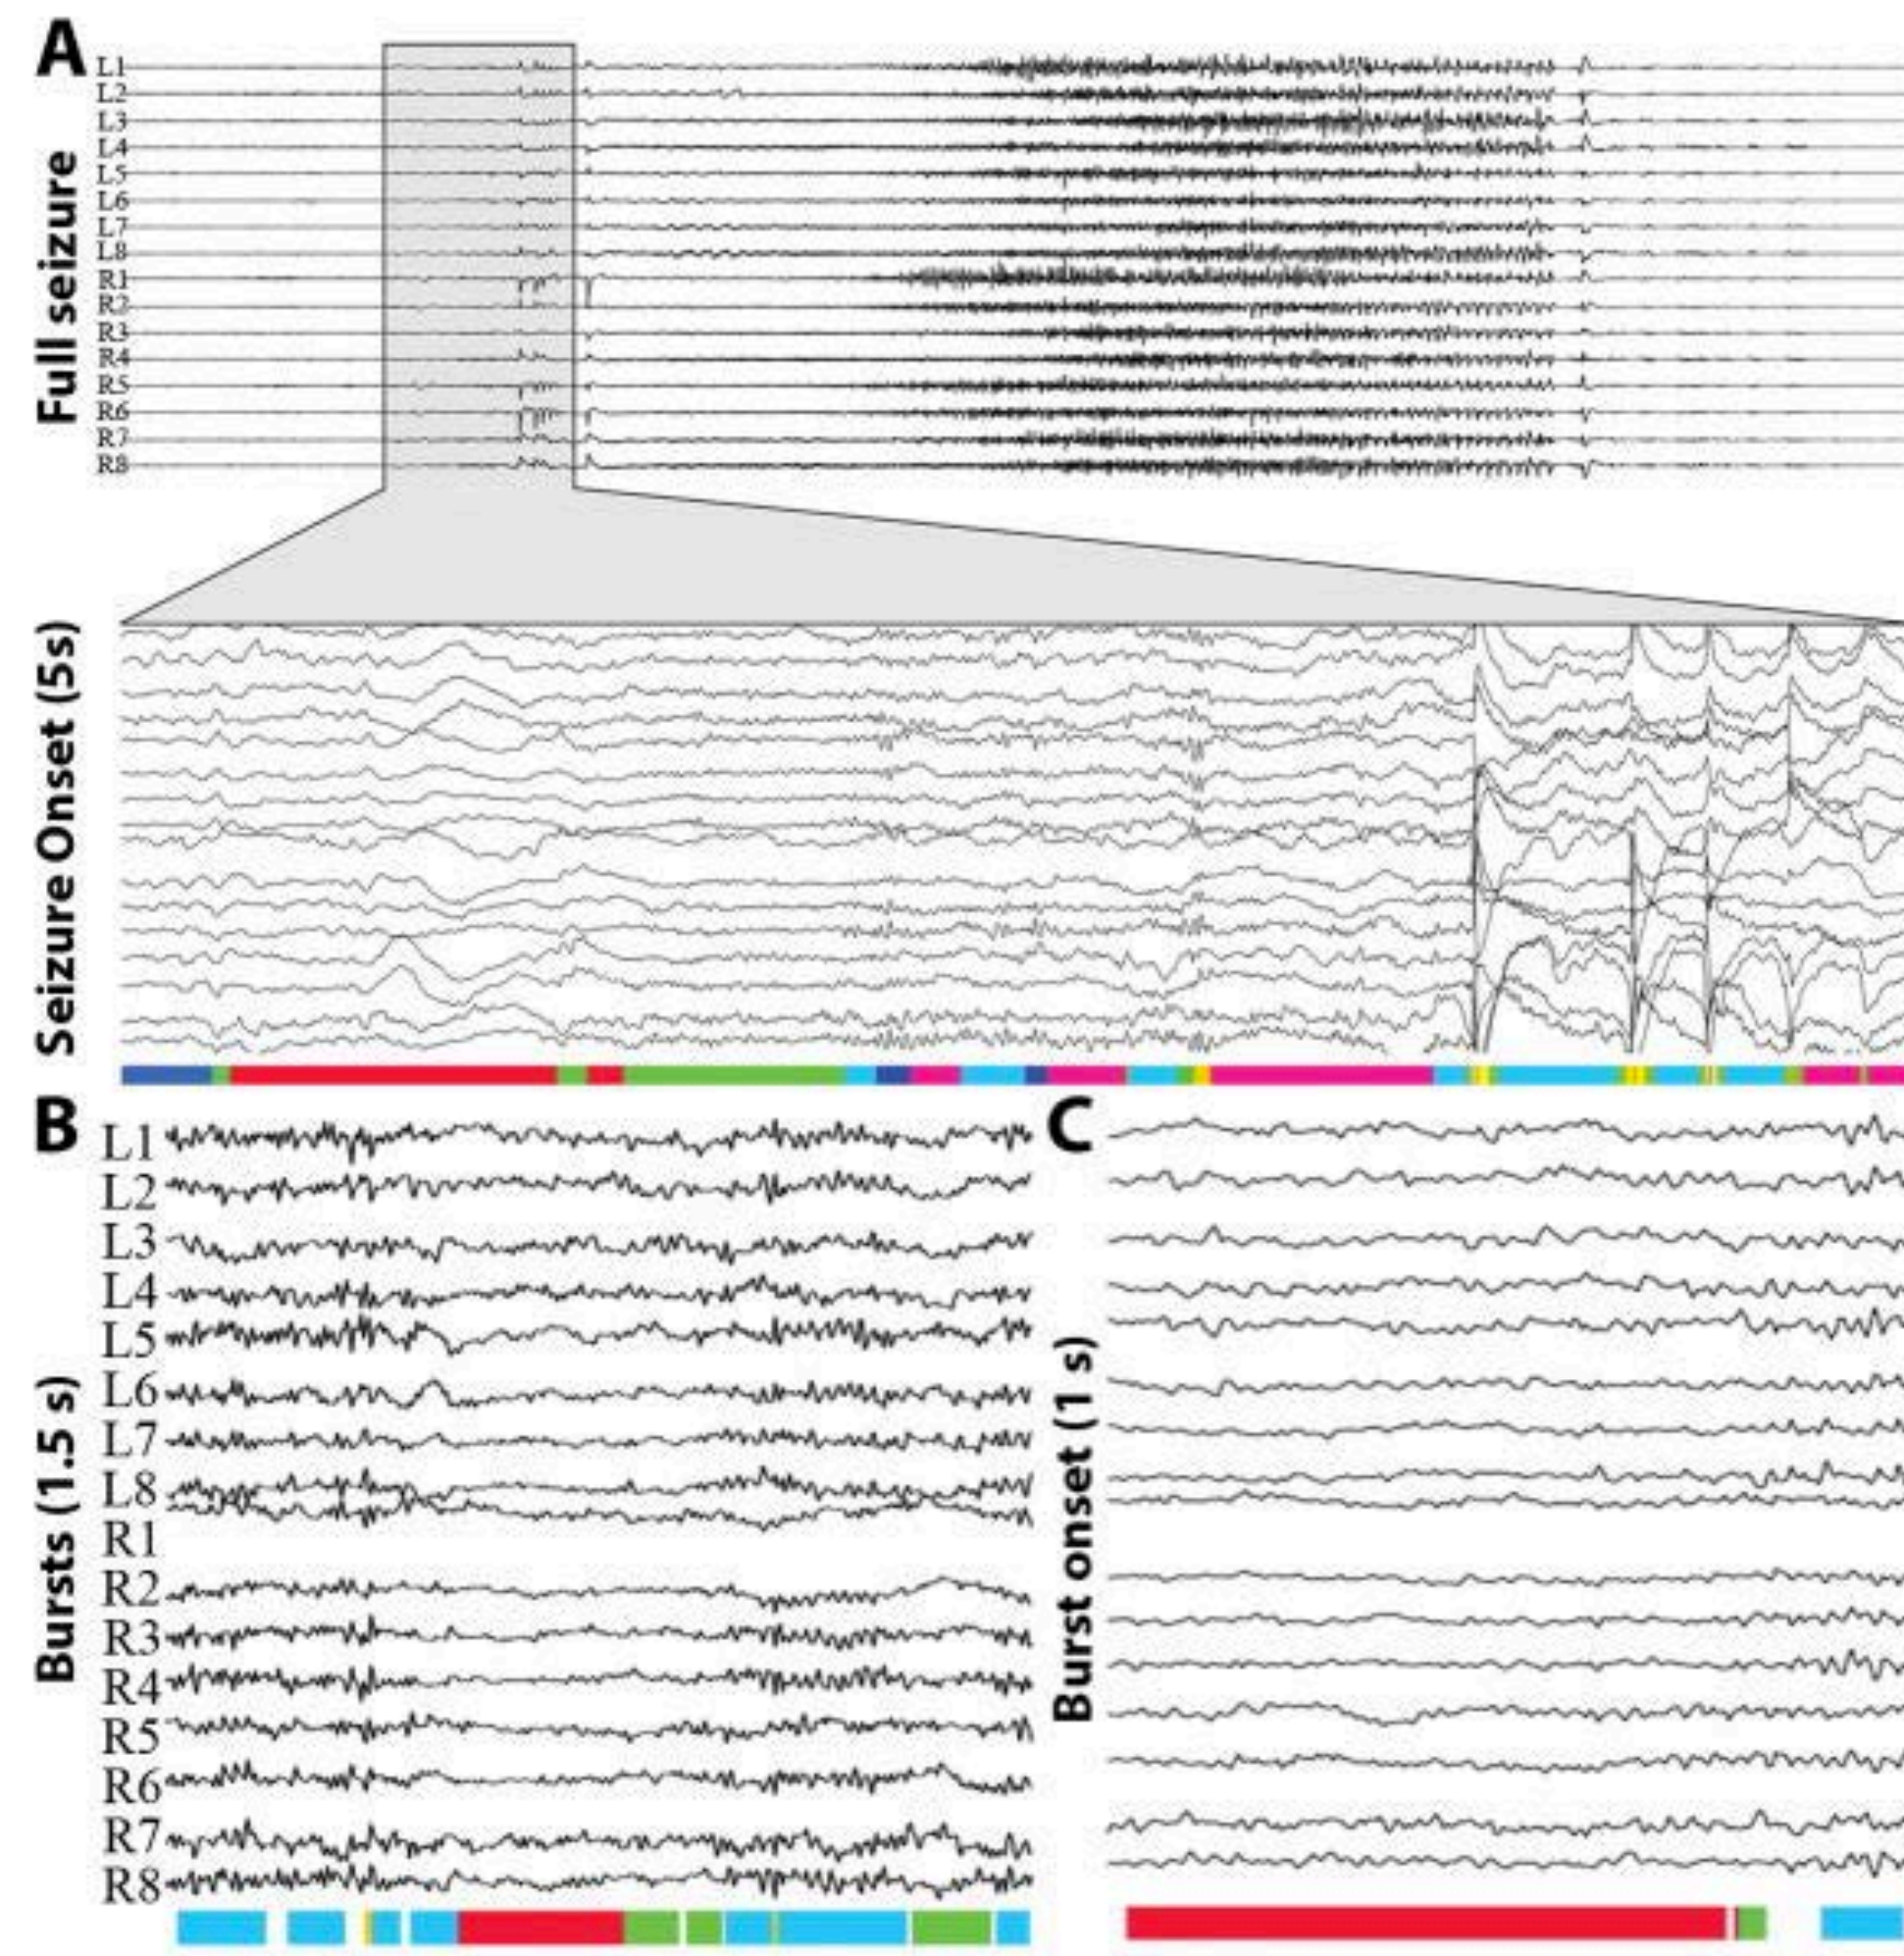 A
Full seizure
L1
L2
L3
L4
L5
L6
L7
L8
R1
R2
R3
R4
R5
R6
R7
R8
Seizure Onset (5s)
B
Bursts (1.5 s)
L1
L2
L3
L4
L5
L6
L7
L8
R1
R2
R3
R4
R5
R6
R7
R8
C
Burst onset (1 s)